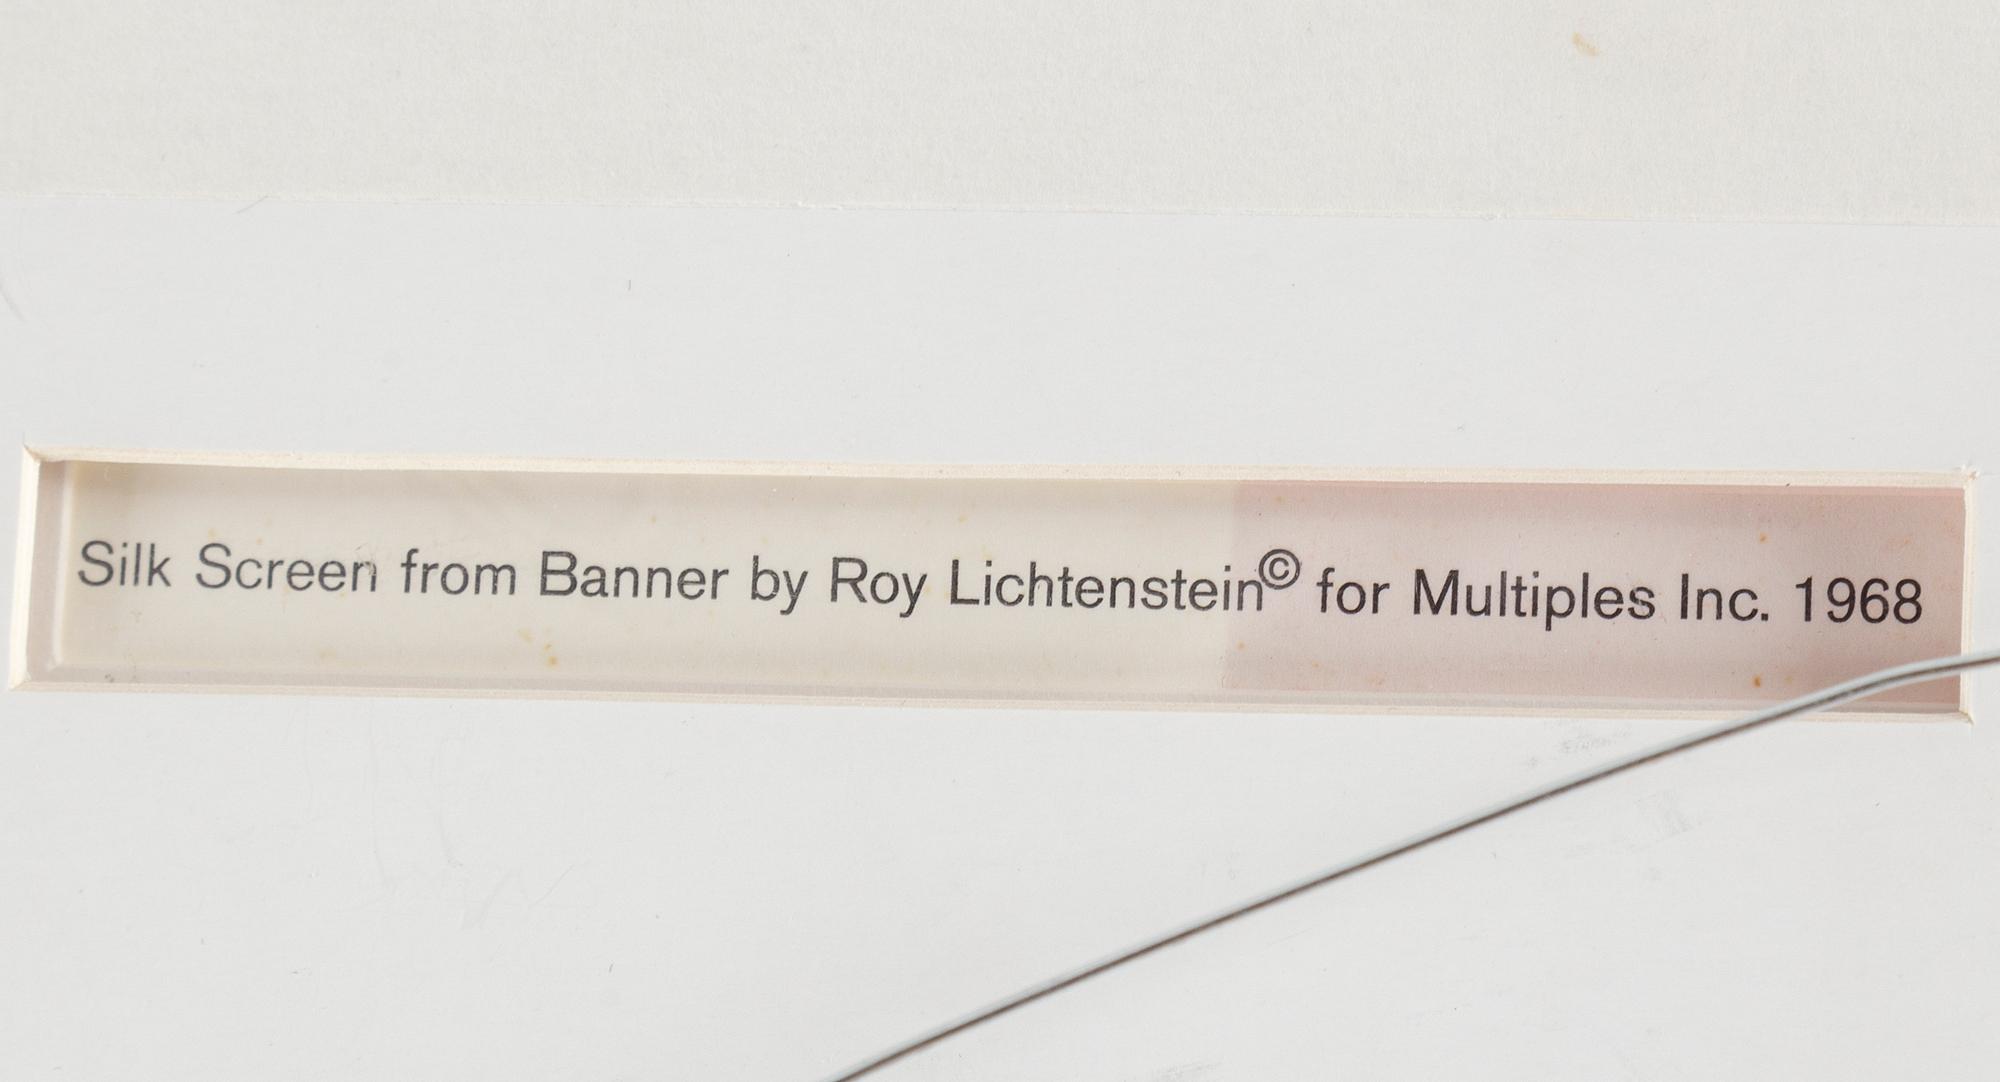 Silk Screen from Banner by Roy Lichtenstein© for Multiples Inc. 1968